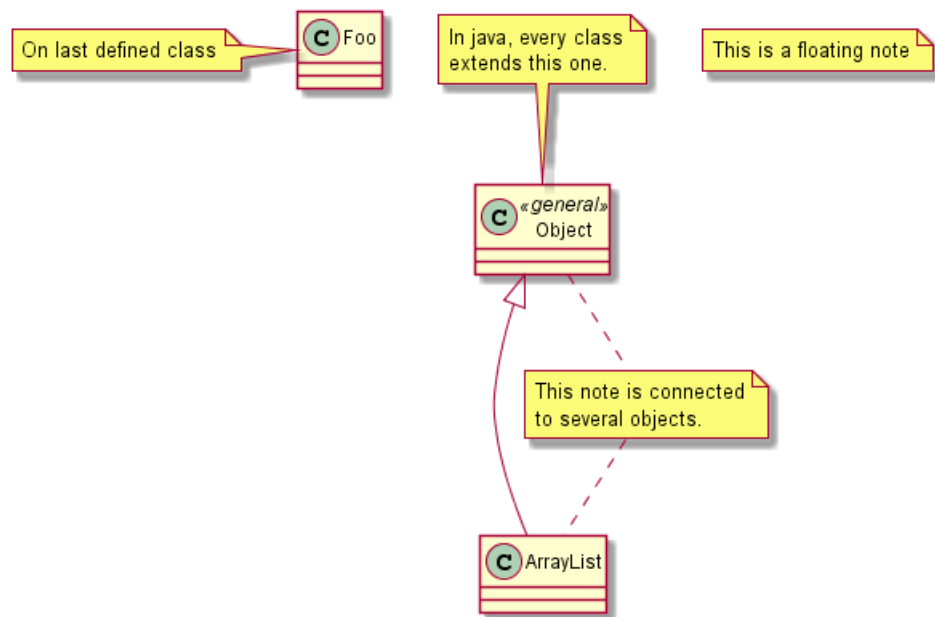 On last defined class
C Foo
In java, every class
extends this one.
This is a floating note
C «general»
Object
This note is connected
to several objects.
C ArrayList